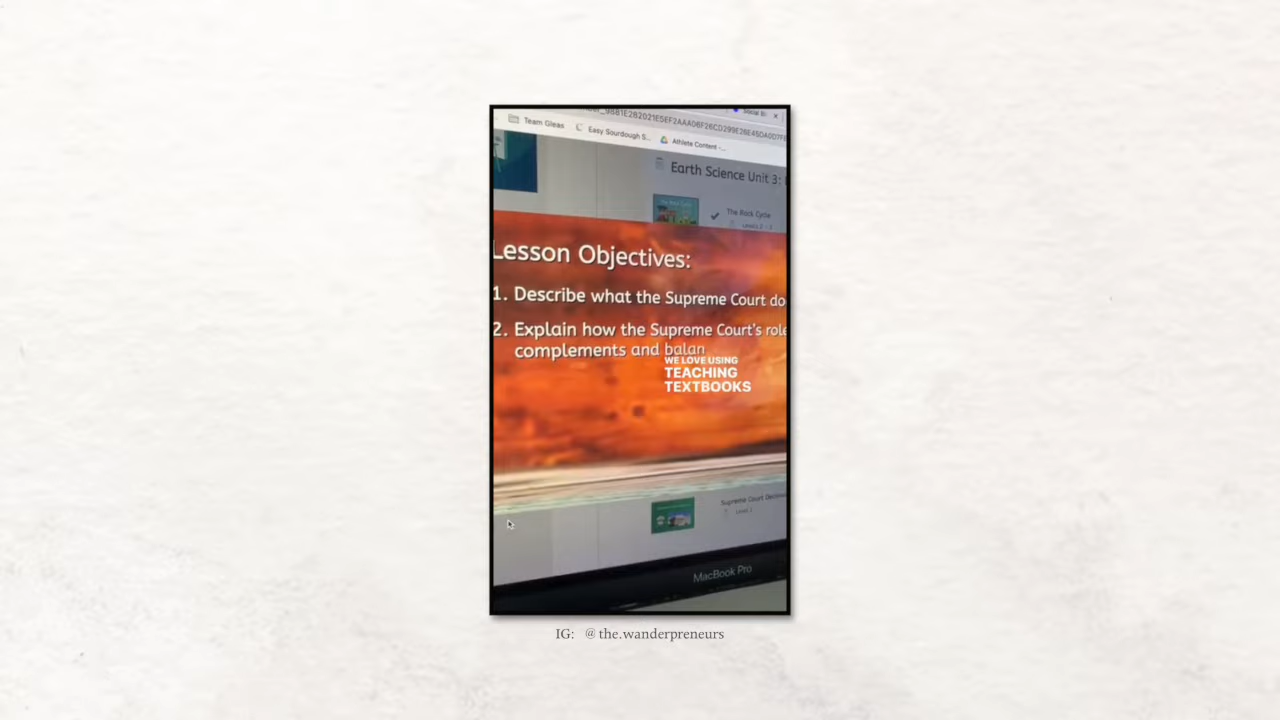 Team Gleas
Easy Sourdough S...
Athlete Content -...
Earth Science Unit 3:
The Rock Cycle
Lesson Objectives:
1. Describe what the Supreme Court do
2. Explain how the Supreme Court's role
complements and balan
WE LOVE USING
TEACHING
TEXTBOOKS
Supreme Court
MacBook Pro
IG: @the.wanderpreneurs